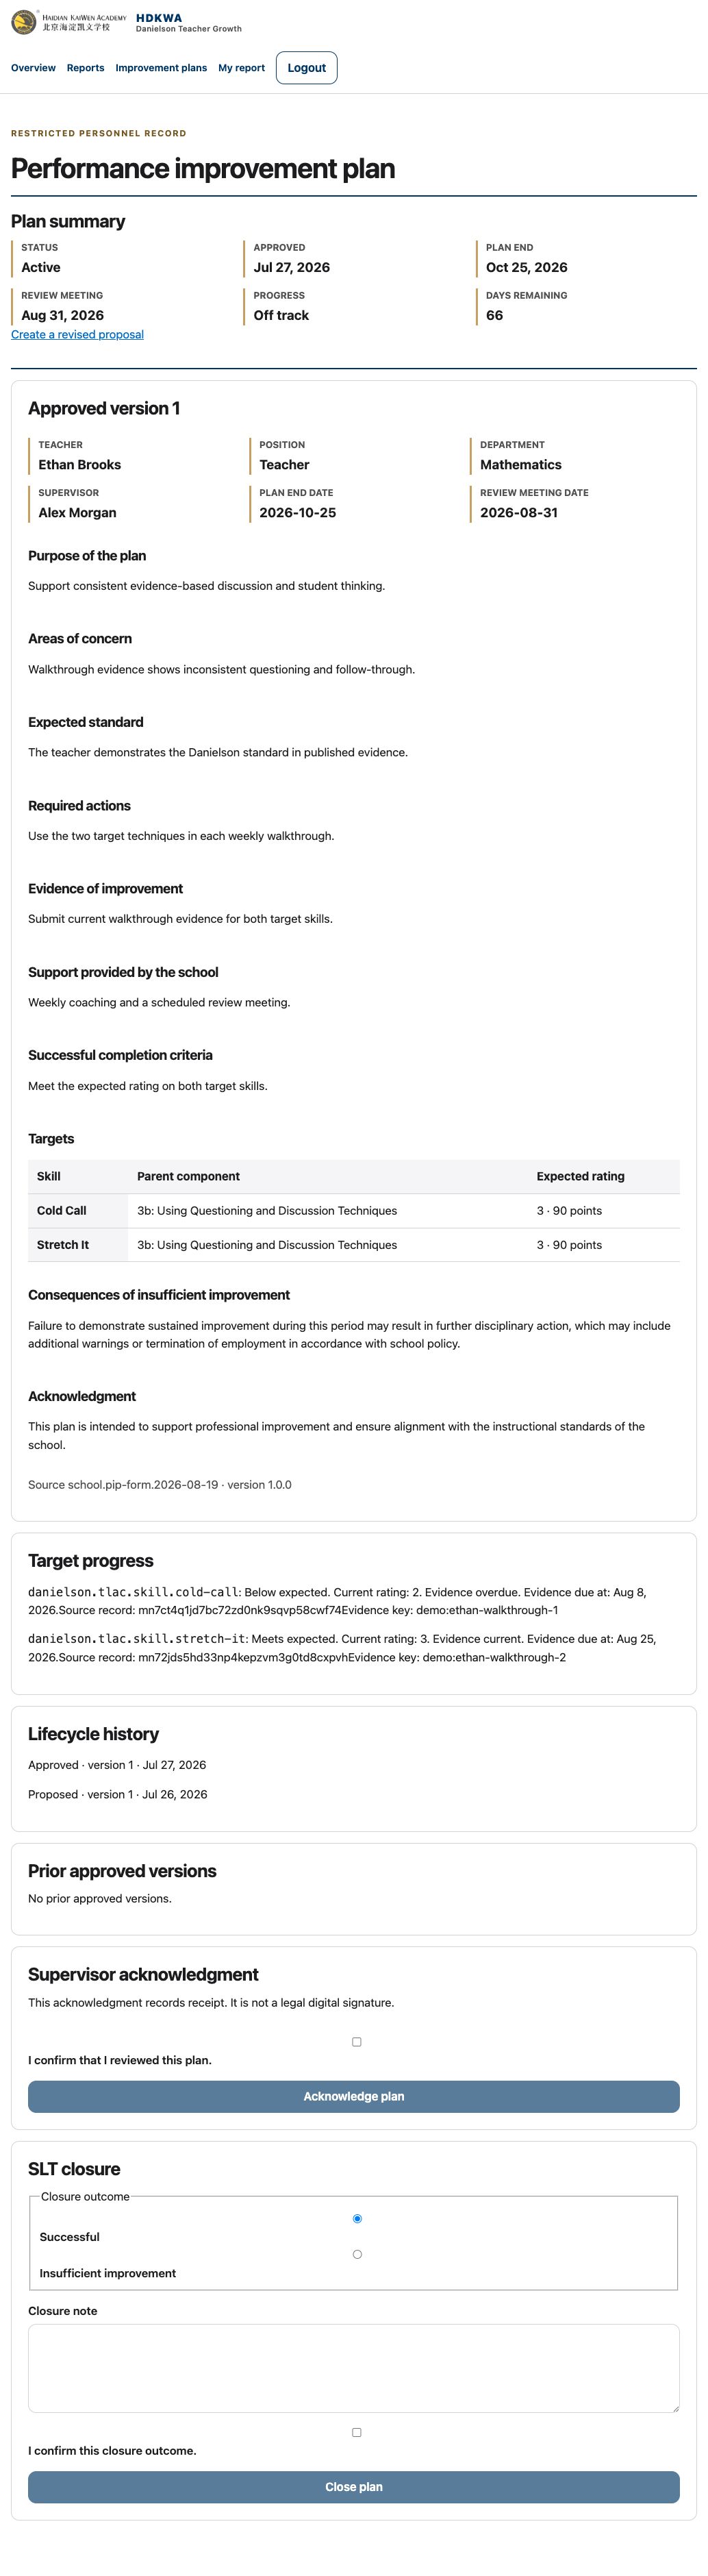 HAIDIAN KAIWEN ACADEMY
北京海淀凯文学校
HDKWA
Danielson Teacher Growth
Overview Reports Improvement plans My report Logout
RESTRICTED PERSONNEL RECORD
Performance improvement plan
Plan summary
STATUS APPROVED PLAN END
Active Jul 27, 2026 Oct 25, 2026
REVIEW MEETING PROGRESS DAYS REMAINING
Aug 31, 2026 Off track 66
Create a revised proposal
Approved version 1
TEACHER POSITION DEPARTMENT
Ethan Brooks Teacher Mathematics
SUPERVISOR PLAN END DATE REVIEW MEETING DATE
Alex Morgan 2026-10-25 2026-08-31
Purpose of the plan
Support consistent evidence-based discussion and student thinking.
Areas of concern
Walkthrough evidence shows inconsistent questioning and follow-through.
Expected standard
The teacher demonstrates the Danielson standard in published evidence.
Required actions
Use the two target techniques in each weekly walkthrough.
Evidence of improvement
Submit current walkthrough evidence for both target skills.
Support provided by the school
Weekly coaching and a scheduled review meeting.
Successful completion criteria
Meet the expected rating on both target skills.
Targets
Skill Parent component Expected rating
Cold Call 3b: Using Questioning and Discussion Techniques 3 · 90 points
Stretch It 3b: Using Questioning and Discussion Techniques 3 · 90 points
Consequences of insufficient improvement
Failure to demonstrate sustained improvement during this period may result in further disciplinary action, which may include
additional warnings or termination of employment in accordance with school policy.
Acknowledgment
This plan is intended to support professional improvement and ensure alignment with the instructional standards of the
school.
Source school.pip-form.2026-08-19 · version 1.0.0
Target progress
danielson.tlac.skill.cold-call: Below expected. Current rating: 2. Evidence overdue. Evidence due at: Aug 8,
2026.Source record: mn7ct4q1jd7bc72zd0nk9sqvp58cwf74Evidence key: demo:ethan-walkthrough-1
danielson.tlac.skill.stretch-it: Meets expected. Current rating: 3. Evidence current. Evidence due at: Aug 25,
2026.Source record: mn72jds5hd33np4kepzvm3g0td8cxpvhEvidence key: demo:ethan-walkthrough-2
Lifecycle history
Approved · version 1 · Jul 27, 2026
Proposed · version 1 · Jul 26, 2026
Prior approved versions
No prior approved versions.
Supervisor acknowledgment
This acknowledgment records receipt. It is not a legal digital signature.
I confirm that I reviewed this plan.
Acknowledge plan
SLT closure
Closure outcome
Successful
Insufficient improvement
Closure note
I confirm this closure outcome.
Close plan